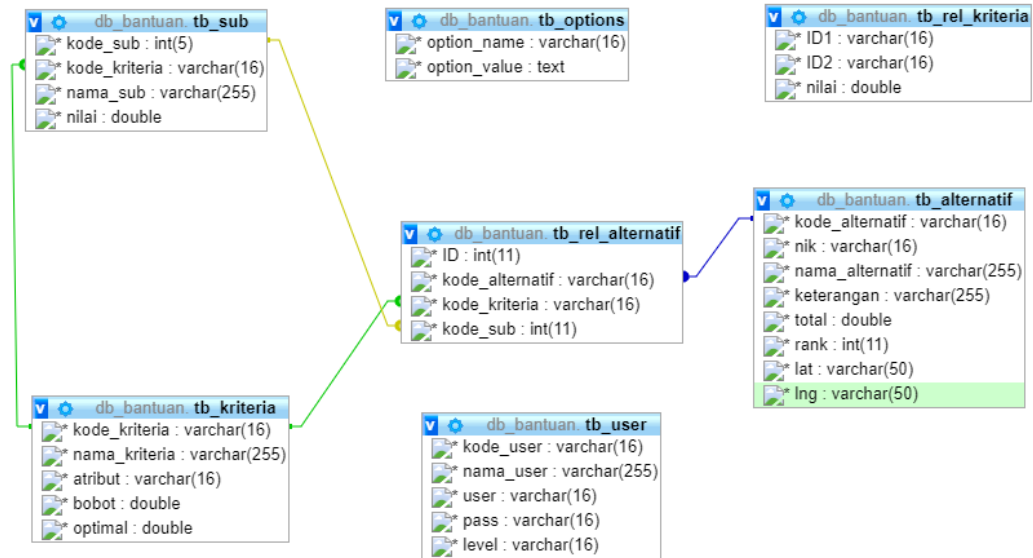 db_bantuan. tb_sub
* kode_sub : int(5)
* kode_kriteria : varchar(16)
* nama_sub : varchar(255)
* nilai : double
db_bantuan. tb_options
* option_name : varchar(16)
* option_value : text
db_bantuan. tb_rel_kriteria
* ID1 : varchar(16)
* ID2 : varchar(16)
* nilai : double
db_bantuan. tb_rel_alternatif
* ID : int(11)
* kode_alternatif : varchar(16)
* kode_kriteria : varchar(16)
* kode_sub : int(11)
db_bantuan. tb_alternatif
* kode_alternatif : varchar(16)
* nik : varchar(16)
* nama_alternatif : varchar(255)
* keterangan : varchar(255)
* total : double
* rank : int(11)
* lat : varchar(50)
* lng : varchar(50)
db_bantuan. tb_kriteria
* kode_kriteria : varchar(16)
* nama_kriteria : varchar(255)
* atribut : varchar(16)
* bobot : double
* optimal : double
db_bantuan. tb_user
* kode_user : varchar(16)
* nama_user : varchar(255)
* user : varchar(16)
* pass : varchar(16)
* level : varchar(16)